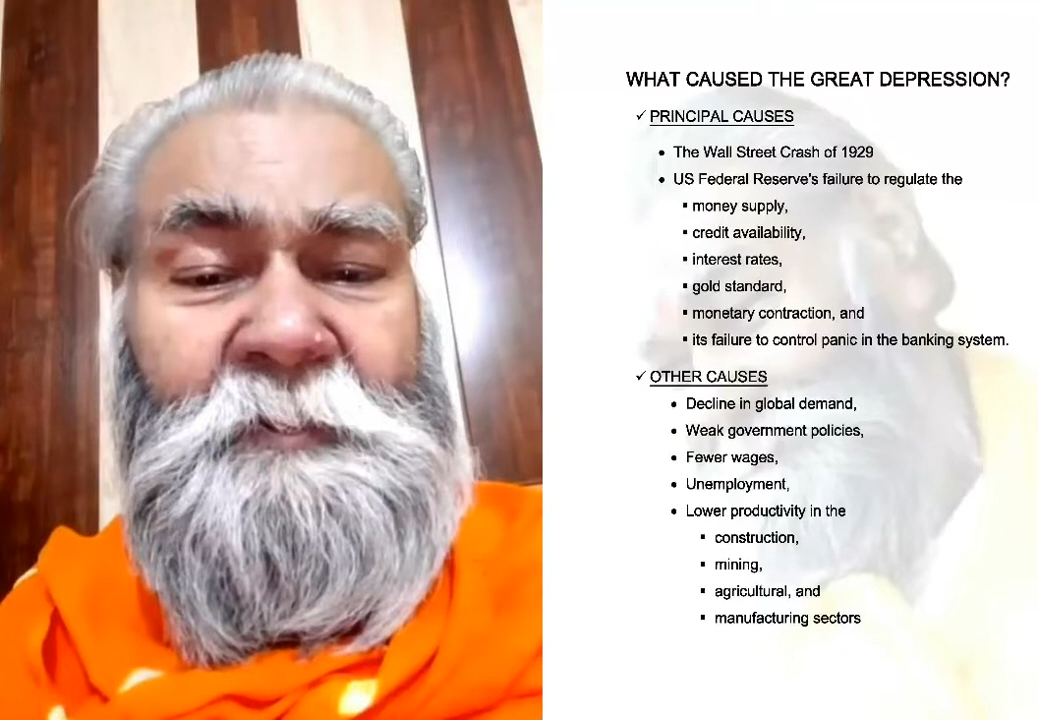 WHAT CAUSED THE GREAT DEPRESSION?
✓ PRINCIPAL CAUSES
• The Wall Street Crash of 1929
• US Federal Reserve's failure to regulate the
▪ money supply,
▪ credit availability,
▪ interest rates,
▪ gold standard,
▪ monetary contraction, and
▪ its failure to control panic in the banking system.
✓ OTHER CAUSES
• Decline in global demand,
• Weak government policies,
• Fewer wages,
• Unemployment,
• Lower productivity in the
▪ construction,
▪ mining,
▪ agricultural, and
▪ manufacturing sectors